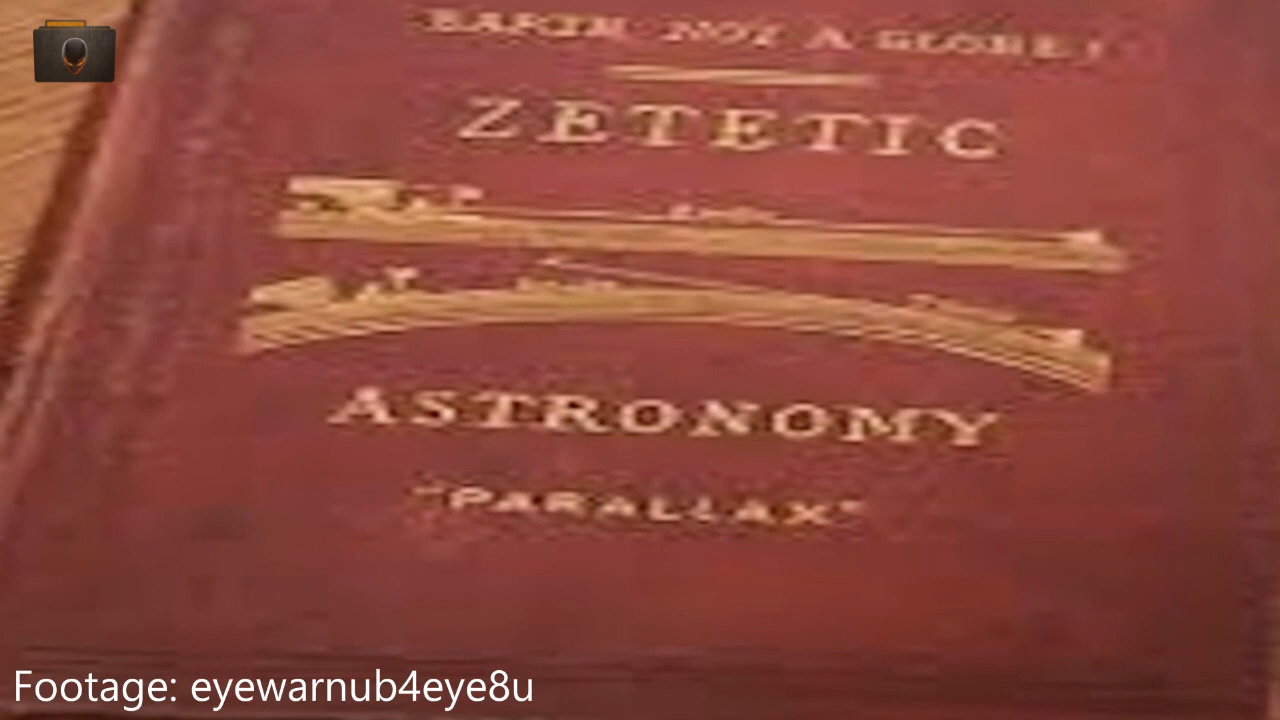 EARTH NOT A GLOBE!
ZETETIC
ASTRONOMY
"PARALLAX"
Footage: eyewarnub4eye8u